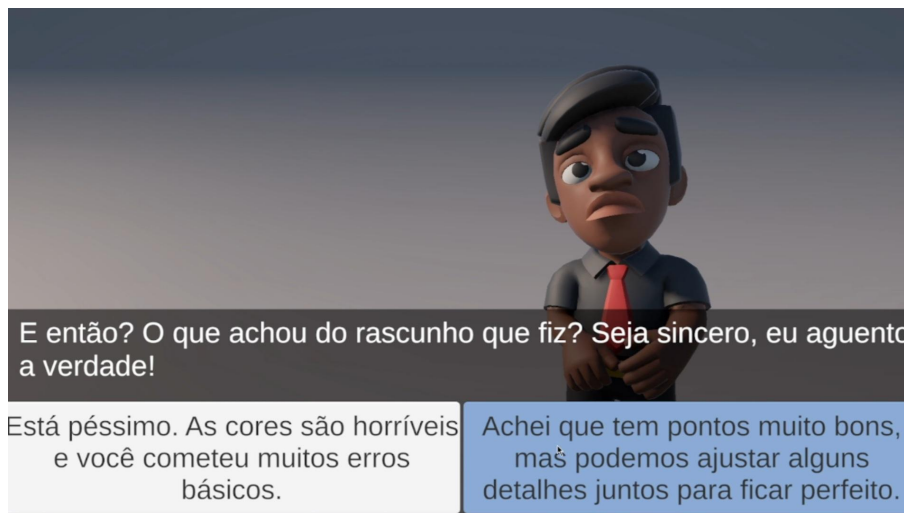 E então? O que achou do rascunho que fiz? Seja sincero, eu aguento
a verdade!
Está péssimo. As cores são horríveis
e você cometeu muitos erros
básicos.
Achei que tem pontos muito bons,
mas podemos ajustar alguns
detalhes juntos para ficar perfeito.